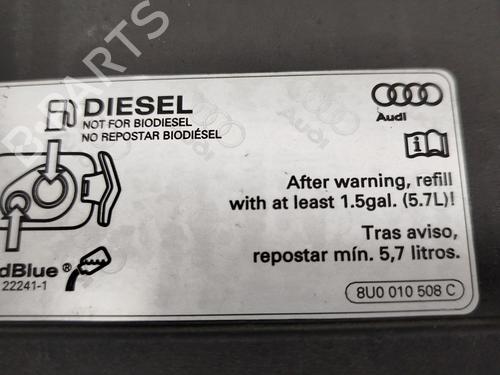 DIESEL
NOT FOR BIODIESEL
NO REPOSTAR BIODIÉSEL
Audi
i
After warning, refill
with at least 1.5gal. (5.7L)!
Tras aviso,
repostar mín. 5,7 litros.
dBlue®
22241-1
8U0 010 508 C
B-PARTS